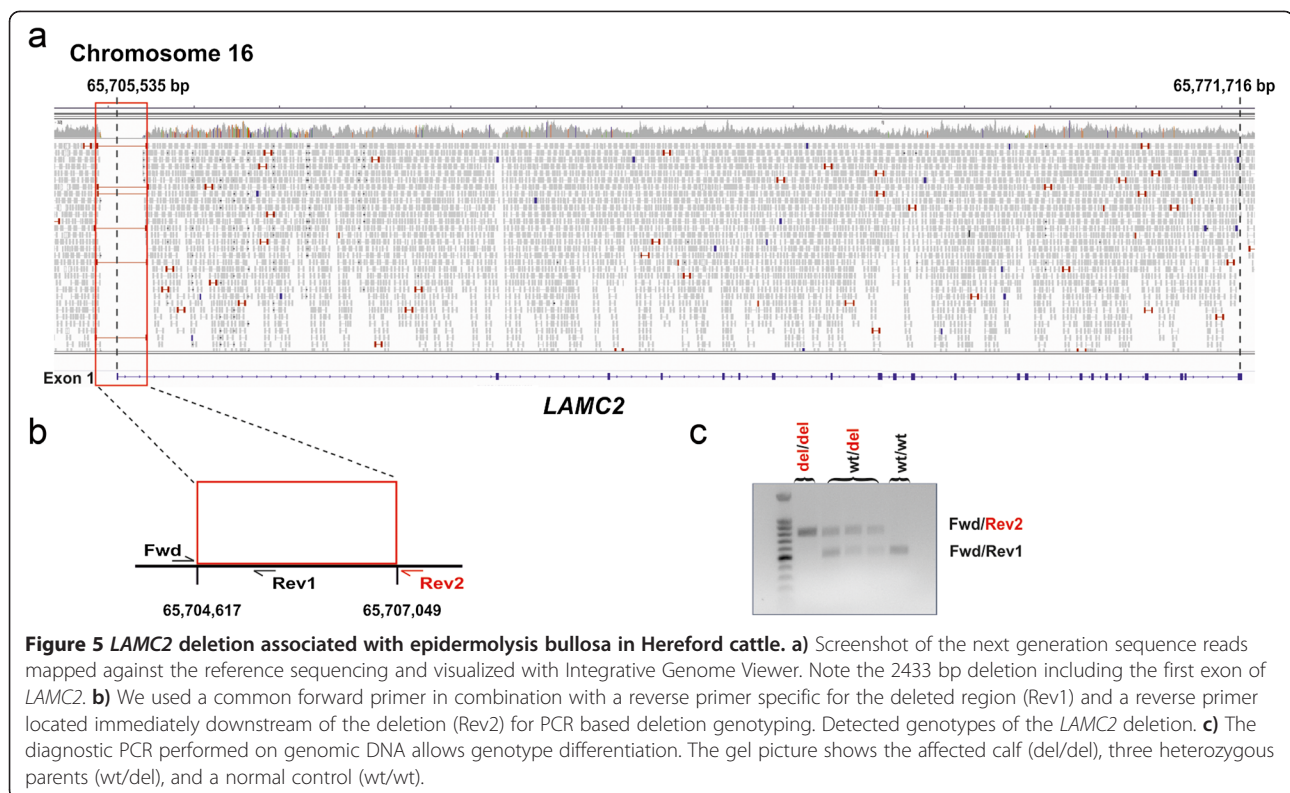 a
Chromosome 16
65,705,535 bp
65,771,716 bp
Exon 1
LAMC2
b
Fwd
Rev1
Rev2
65,704,617
65,707,049
c
del/del
wt/del
wt/wt
Fwd/Rev2
Fwd/Rev1
Figure 5 LAMC2 deletion associated with epidermolysis bullosa in Hereford cattle. a) Screenshot of the next generation sequence reads
mapped against the reference sequencing and visualized with Integrative Genome Viewer. Note the 2433 bp deletion including the first exon of
LAMC2. b) We used a common forward primer in combination with a reverse primer specific for the deleted region (Rev1) and a reverse primer
located immediately downstream of the deletion (Rev2) for PCR based deletion genotyping. Detected genotypes of the LAMC2 deletion. c) The
diagnostic PCR performed on genomic DNA allows genotype differentiation. The gel picture shows the affected calf (del/del), three heterozygous
parents (wt/del), and a normal control (wt/wt).